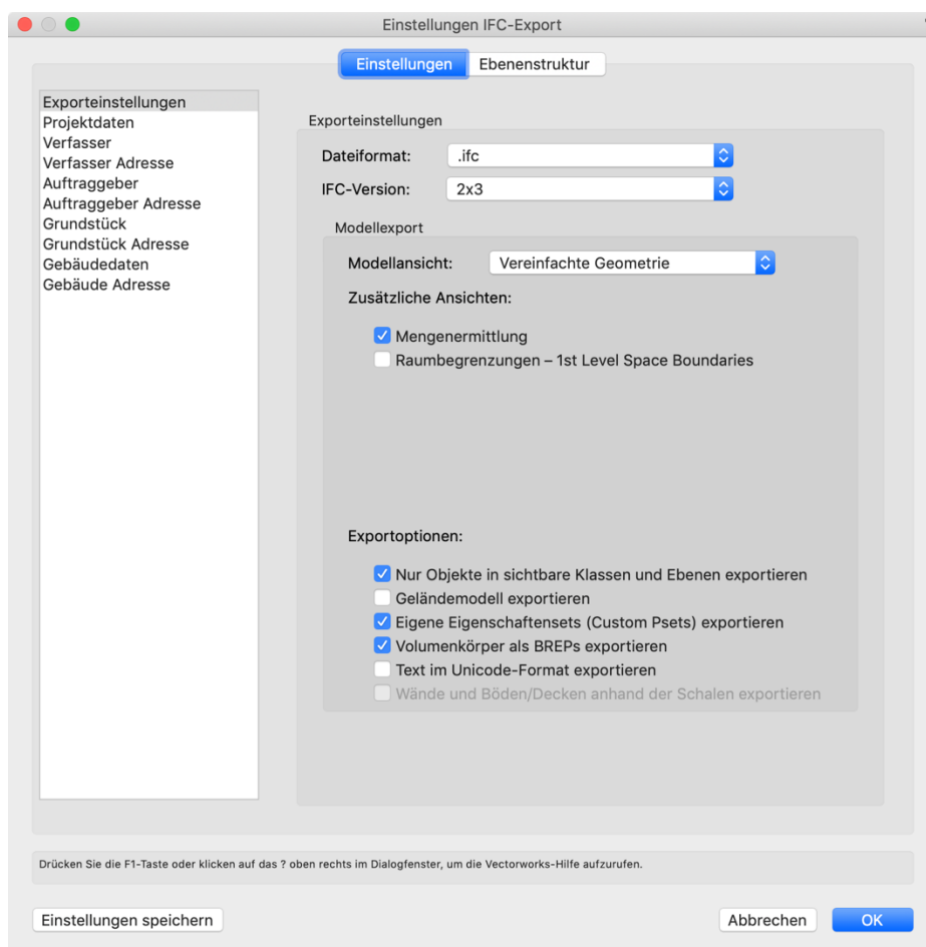 Einstellungen IFC-Export
Einstellungen
Ebenenstruktur
Exporteinstellungen
Projektdaten
Verfasser
Verfasser Adresse
Auftraggeber
Auftraggeber Adresse
Grundstück
Grundstück Adresse
Gebäudedaten
Gebäude Adresse
Exporteinstellungen
Dateiformat: .ifc
IFC-Version: 2x3
Modellexport
Modellansicht: Vereinfachte Geometrie
Zusätzliche Ansichten:
Mengenermittlung
Raumbegrenzungen – 1st Level Space Boundaries
Exportoptionen:
Nur Objekte in sichtbare Klassen und Ebenen exportieren
Geländemodell exportieren
Eigene Eigenschaftensets (Custom Psets) exportieren
Volumenkörper als BREPs exportieren
Text im Unicode-Format exportieren
Wände und Böden/Decken anhand der Schalen exportieren
Drücken Sie die F1-Taste oder klicken auf das ? oben rechts im Dialogfenster, um die Vectorworks-Hilfe aufzurufen.
Einstellungen speichern
Abbrechen
OK